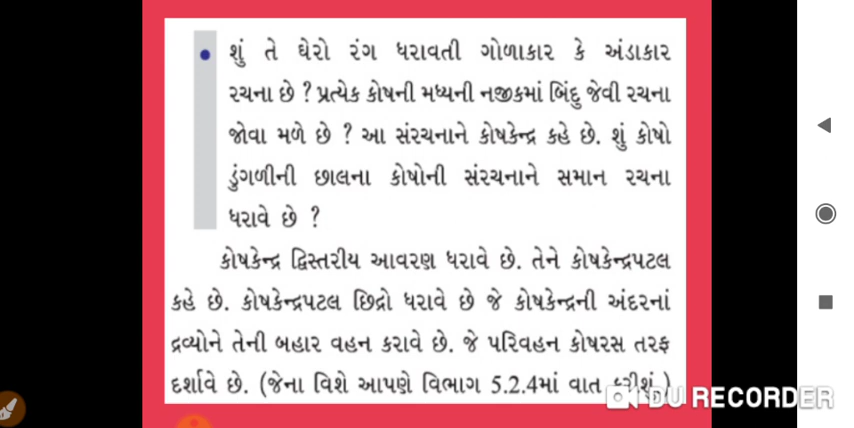 • શું તે ઘેરો રંગ ધરાવતી ગોળાકાર કે અંડાકાર
રચના છે ? પ્રત્યેક કોષની મધ્યની નજીકમાં બિંદુ જેવી રચના
જોવા મળે છે ? આ સંરચનાને કોષકેન્દ્ર કહે છે. શું કોષો
ડુંગળીની છાલના કોષોની સંરચનાને સમાન રચના
ધરાવે છે ?
કોષકેન્દ્ર દ્વિસ્તરીય આવરણ ધરાવે છે. તેને કોષકેન્દ્રપટલ
કહે છે. કોષકેન્દ્રપટલ છિદ્રો ધરાવે છે જે કોષકેન્દ્રની અંદરનાં
દ્રવ્યોને તેની બહાર વહન કરાવે છે. જે પરિવહન કોષરસ તરફ
દર્શાવે છે. (જેના વિશે આપણે વિભાગ 5.2.4માં વાત કરીશું.)
DU RECORDER